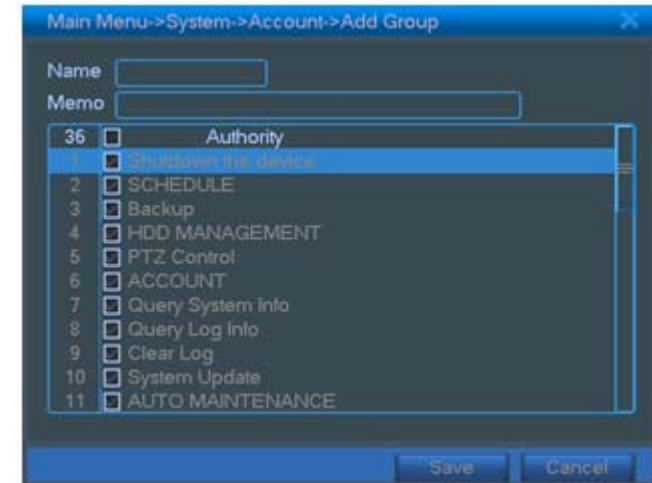 Main Menu->System->Account->Add Group
Name
Memo
36 Authority
1 Shutdown the device
2 SCHEDULE
3 Backup
4 HDD MANAGEMENT
5 PTZ Control
6 ACCOUNT
7 Query System Info
8 Query Log Info
9 Clear Log
10 System Update
11 AUTO MAINTENANCE
Save Cancel